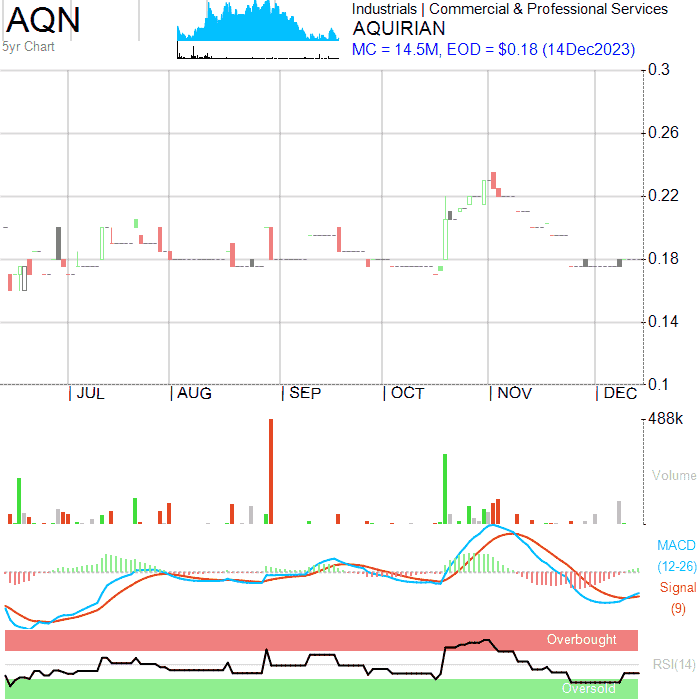 AQN
5yr Chart
Industrials | Commercial & Professional Services
AQUIRIAN
MC = 14.5M, EOD = $0.18 (14Dec2023)
0.3
0.26
0.22
0.18
0.14
0.1
JUL
AUG
SEP
OCT
NOV
DEC
488k
Volume
MACD
(12-26)
Signal
(9)
Overbought
RSI(14)
Oversold